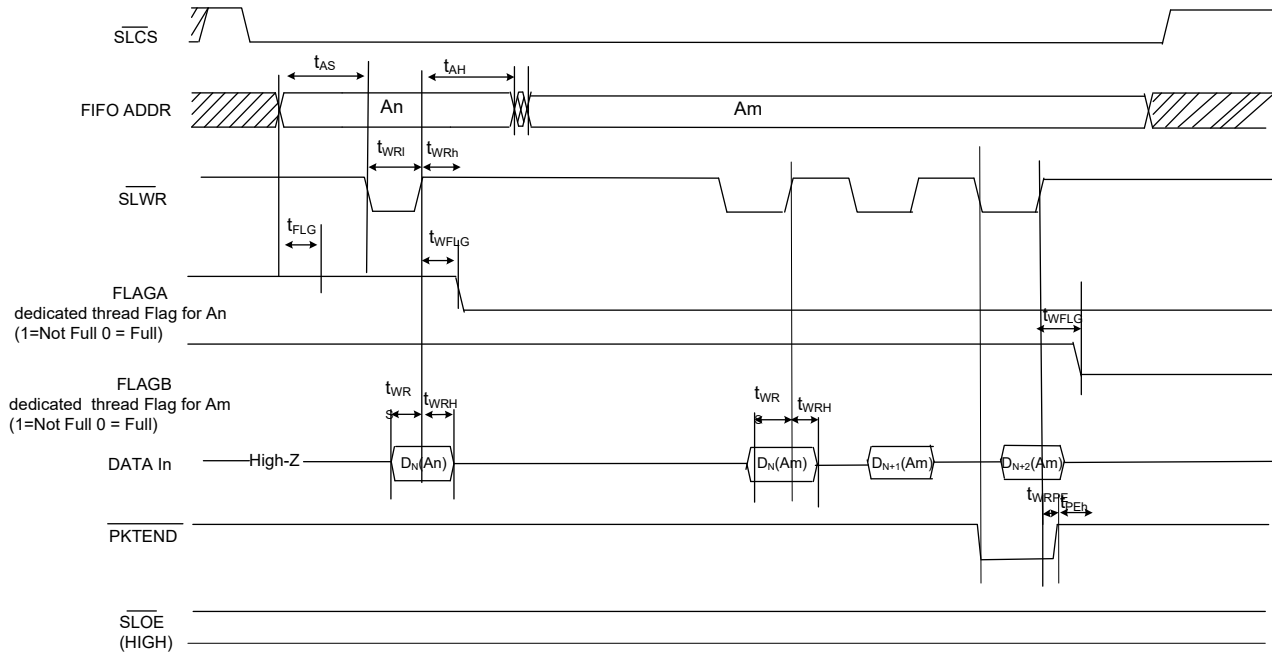 SLCS
tAS
tAH
FIFO ADDR
An
Am
tWRl
tWRh
SLWR
tFLG
tWFLG
FLAGA
dedicated thread Flag for An
(1=Not Full 0 = Full)
tWFLG
FLAGB
dedicated thread Flag for Am
(1=Not Full 0 = Full)
tWR
S
tWRH
tWR
S
tWRH
DATA In
High-Z
DN(An)
DN(Am)
DN+1(Am)
DN+2(Am)
tWRPE
tPEh
PKTEND
SLOE
(HIGH)